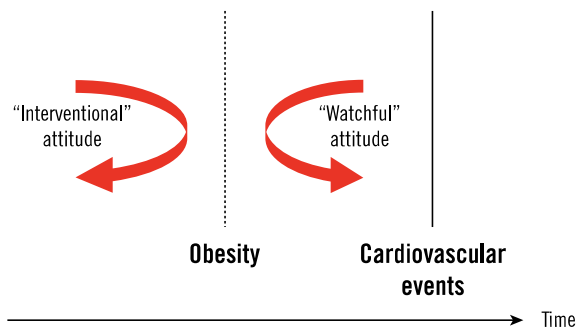 “Interventional”
attitude
“Watchful”
attitude
Obesity
Cardiovascular
events
Time